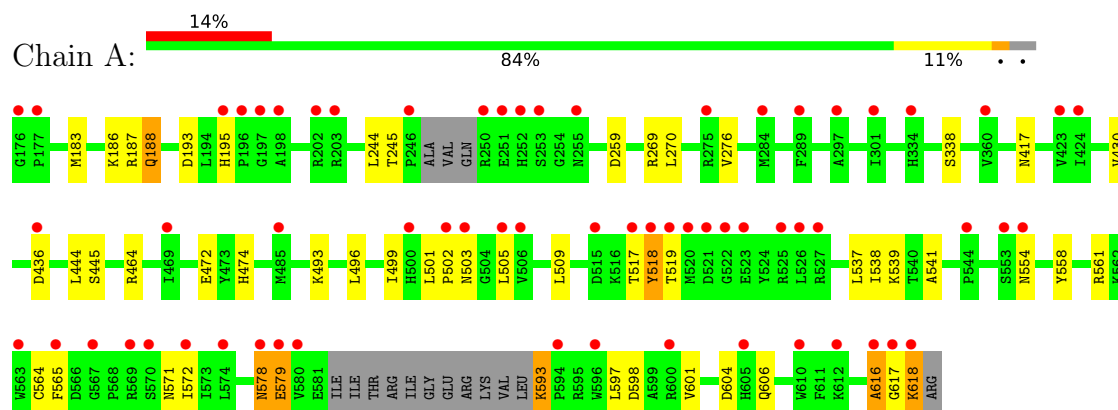 14%
Chain A:
84% 11% • •
G176 P177 M183 K186 R187 Q188 D193 L194 H195 P196 G197 A198 R202 R203 L244 T245 P246 ALA VAL GLN R250 E251 H252 S253 G254 N255 D259 R269 L270 R275 V276 M284 F289 A297 I301 H334 S338 V360 N417 V423 I424 V430
D436 L444 S445 R464 I469 E472 Y473 H474 M485 K493 L496 I499 H500 L501 P502 N503 G504 L505 V506 L509 D515 K516 T517 Y518 T519 M520 D521 G522 E523 Y524 R525 L526 R527 L537 I538 K539 T540 A541 P544 S553 N554 Y558 R561 K562
W563 C564 F565 D566 G567 P568 R569 S570 N571 I572 I573 L574 N578 E579 V580 E581 ILE ILE THR ARG ILE GLY GLU ARG LYS VAL LEU K593 P594 R595 W596 L597 D598 A599 R600 V601 D604 H605 Q606 W610 F611 K612 A616 G617 K618 ARG